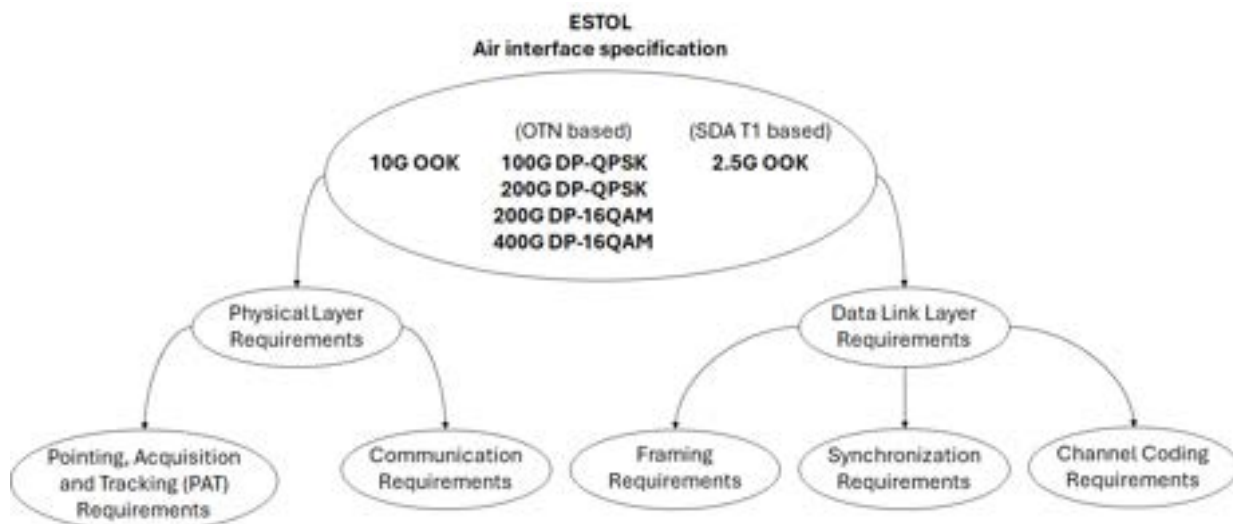 ESTOL
Air interface specification
(OTN based) (SDA T1 based)
10G OOK 100G DP-QPSK 2.5G OOK
200G DP-QPSK
200G DP-16QAM
400G DP-16QAM
Physical Layer
Requirements
Data Link Layer
Requirements
Pointing, Acquisition
and Tracking (PAT)
Requirements
Communication
Requirements
Framing
Requirements
Synchronization
Requirements
Channel Coding
Requirements